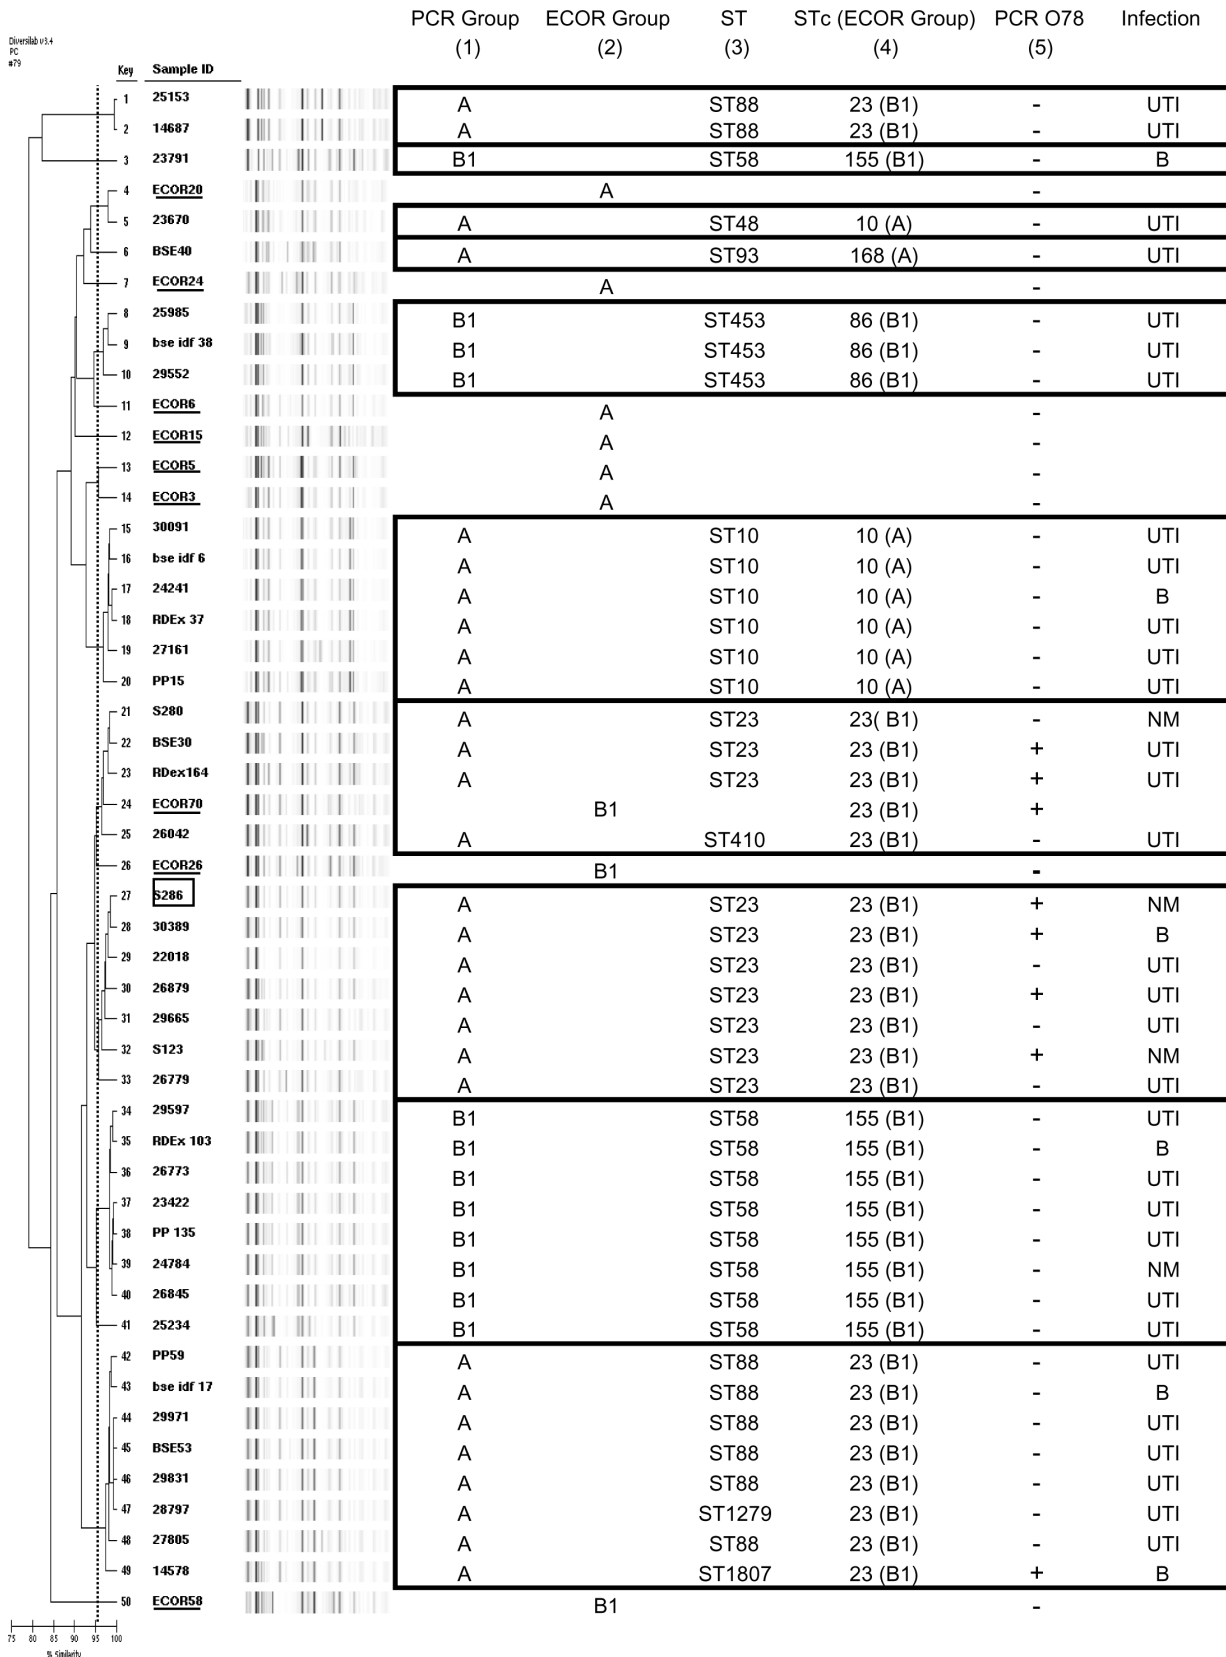 PCR Group ECOR Group ST STc (ECOR Group) PCR O78 Infection
(1) (2) (3) (4) (5)
Diversilab v3.4
PC
#79
Key Sample ID
1 25153 A ST88 23 (B1) - UTI
2 14687 A ST88 23 (B1) - UTI
3 23791 B1 ST58 155 (B1) - B
4 ECOR20 A -
5 23670 A ST48 10 (A) - UTI
6 BSE40 A ST93 168 (A) - UTI
7 ECOR24 A -
8 25985 B1 ST453 86 (B1) - UTI
9 bse idf 38 B1 ST453 86 (B1) - UTI
10 29552 B1 ST453 86 (B1) - UTI
11 ECOR6 A -
12 ECOR15 A -
13 ECOR5 A -
14 ECOR3 A -
15 30091 A ST10 10 (A) - UTI
16 bse idf 6 A ST10 10 (A) - UTI
17 24241 A ST10 10 (A) - B
18 RDEx 37 A ST10 10 (A) - UTI
19 27161 A ST10 10 (A) - UTI
20 PP15 A ST10 10 (A) - UTI
21 S280 A ST23 23( B1) - NM
22 BSE30 A ST23 23 (B1) + UTI
23 RDex164 A ST23 23 (B1) + UTI
24 ECOR70 B1 23 (B1) +
25 26042 A ST410 23 (B1) - UTI
26 ECOR26 B1 -
27 S286 A ST23 23 (B1) + NM
28 30389 A ST23 23 (B1) + B
29 22018 A ST23 23 (B1) - UTI
30 26879 A ST23 23 (B1) + UTI
31 29665 A ST23 23 (B1) - UTI
32 S123 A ST23 23 (B1) + NM
33 26779 A ST23 23 (B1) - UTI
34 29597 B1 ST58 155 (B1) - UTI
35 RDEx 103 B1 ST58 155 (B1) - B
36 26773 B1 ST58 155 (B1) - UTI
37 23422 B1 ST58 155 (B1) - UTI
38 PP 135 B1 ST58 155 (B1) - UTI
39 24784 B1 ST58 155 (B1) - NM
40 26845 B1 ST58 155 (B1) - UTI
41 25234 B1 ST58 155 (B1) - UTI
42 PP59 A ST88 23 (B1) - UTI
43 bse idf 17 A ST88 23 (B1) - B
44 29971 A ST88 23 (B1) - UTI
45 BSE53 A ST88 23 (B1) - UTI
46 29831 A ST88 23 (B1) - UTI
47 28797 A ST1279 23 (B1) - UTI
48 27805 A ST88 23 (B1) - UTI
49 14578 A ST1807 23 (B1) + B
50 ECOR58 B1 -
75 80 85 90 95 100
% Similarity